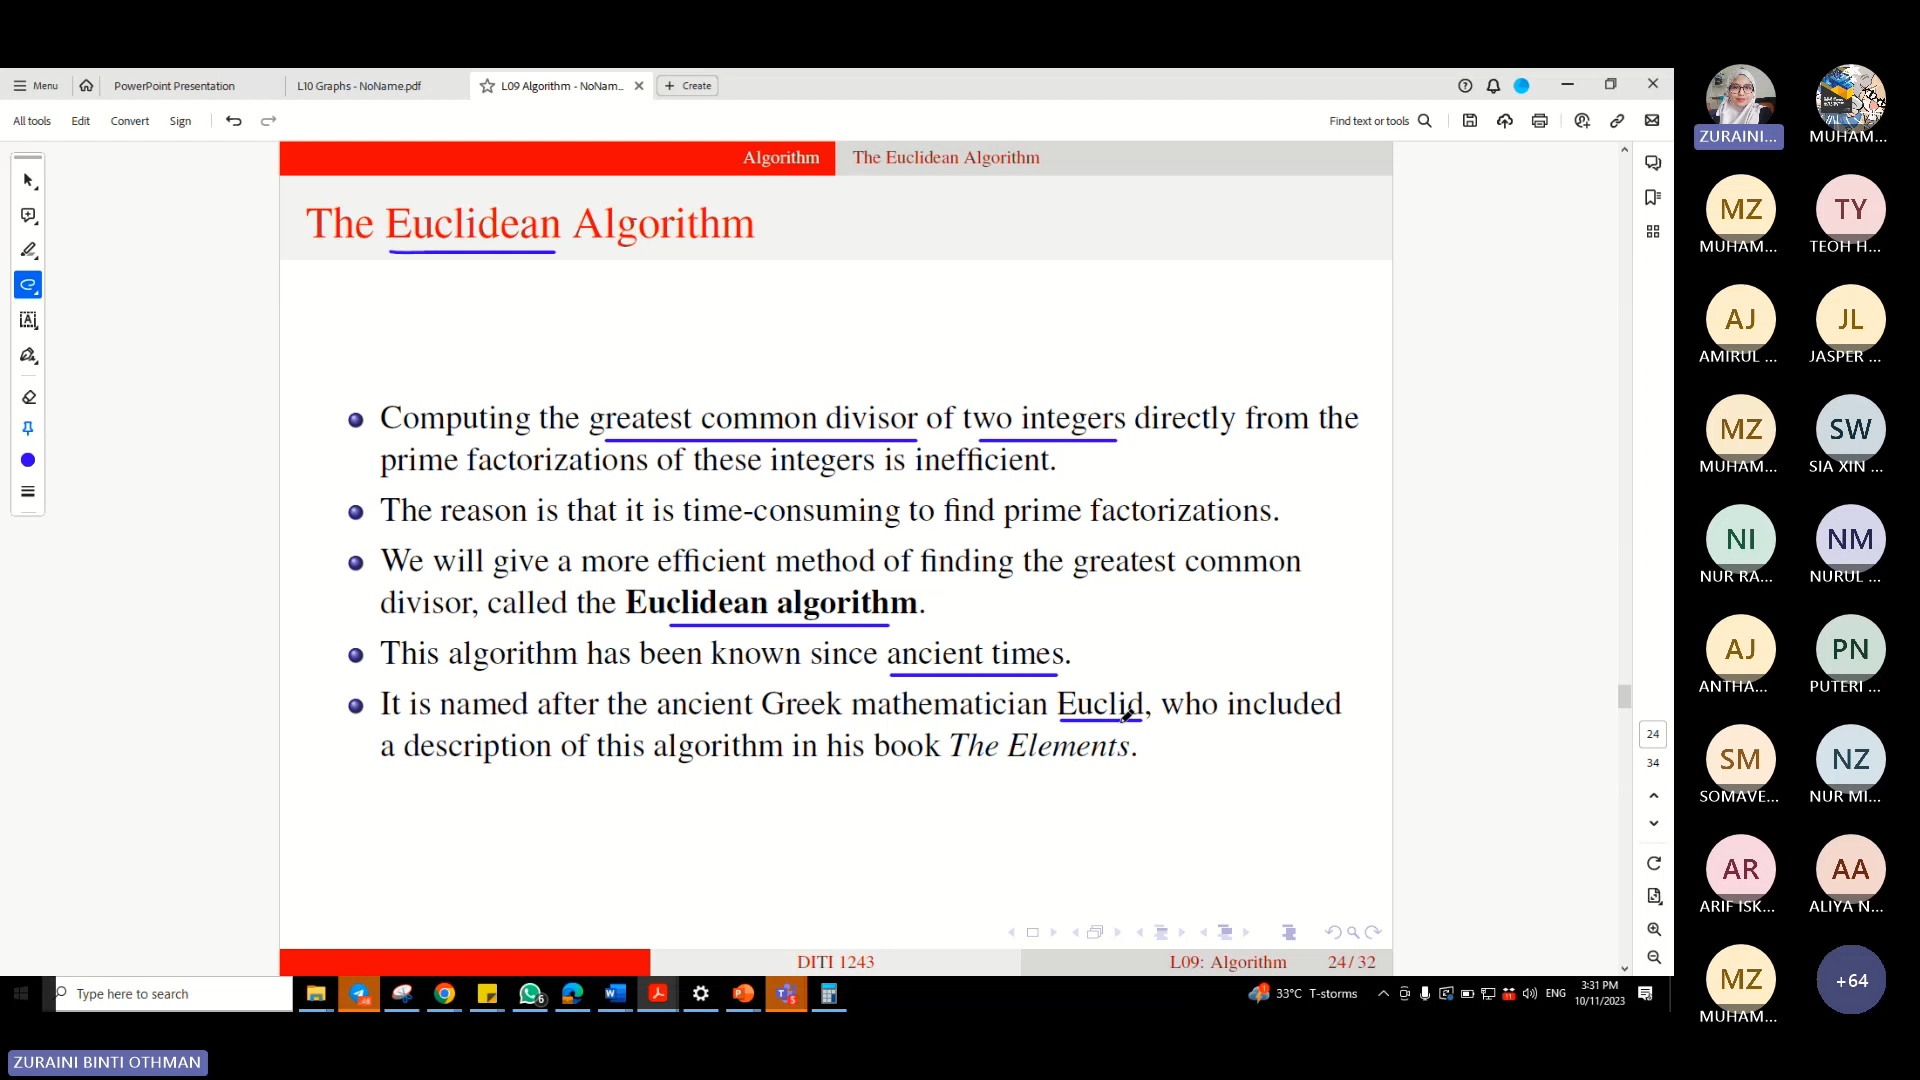 Menu
PowerPoint Presentation
L10 Graphs - NoName.pdf
L09 Algorithm - NoNam...
Create
All tools
Edit
Convert
Sign
Find text or tools
Algorithm
The Euclidean Algorithm
The Euclidean Algorithm
Computing the greatest common divisor of two integers directly from the
prime factorizations of these integers is inefficient.
The reason is that it is time-consuming to find prime factorizations.
We will give a more efficient method of finding the greatest common
divisor, called the Euclidean algorithm.
This algorithm has been known since ancient times.
It is named after the ancient Greek mathematician Euclid, who included
a description of this algorithm in his book The Elements.
24
34
DITI 1243
L09: Algorithm
24/32
Type here to search
6
33°C T-storms
ENG
3:31 PM
10/11/2023
ZURAINI...
MUHAM...
MZ
MUHAM...
TY
TEOH H...
AJ
AMIRUL ...
JL
JASPER ...
MZ
MUHAM...
SW
SIA XIN ...
NI
NUR RA...
NM
NURUL ...
AJ
ANTHA...
PN
PUTERI ...
SM
SOMAVE...
NZ
NUR MI...
AR
ARIF ISK...
AA
ALIYA N...
MZ
MUHAM...
+64
ZURAINI BINTI OTHMAN